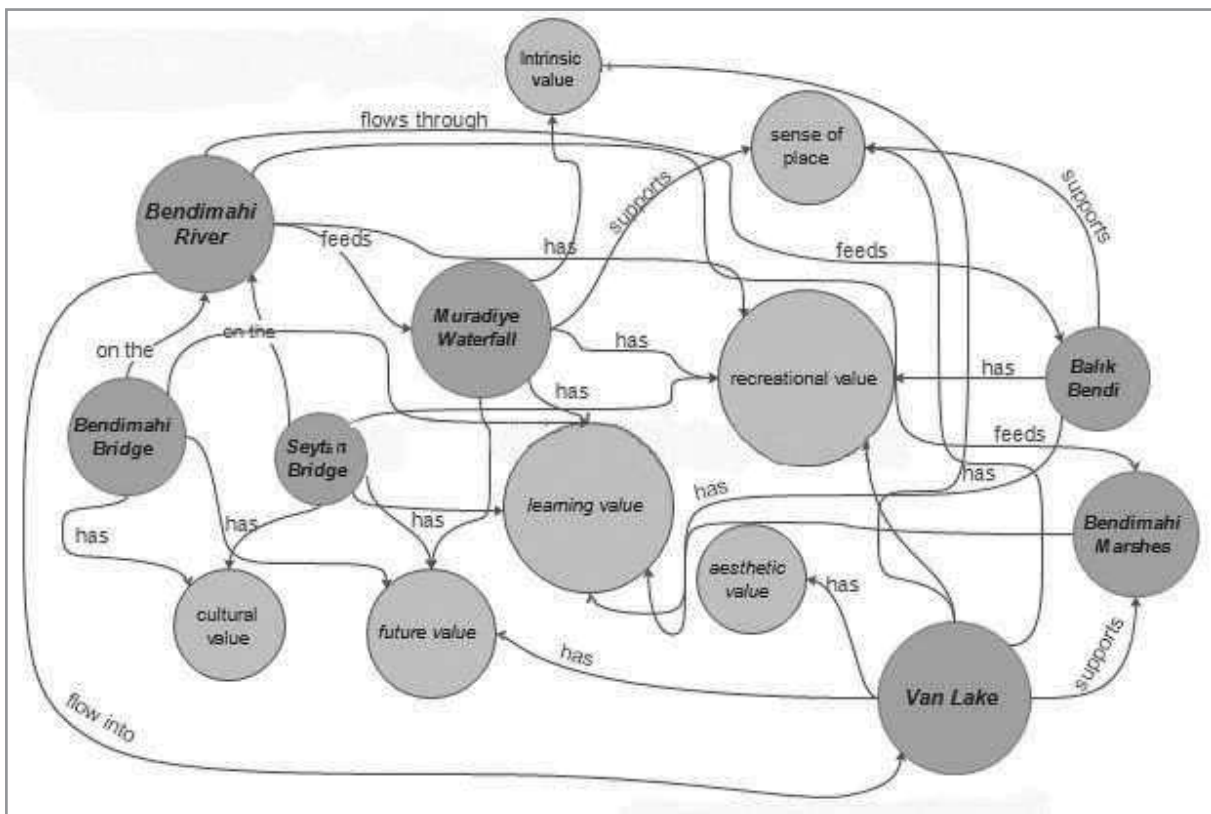 Intrinsic
value
flows through
sense of
place
supports
supports
Bendimahi
River
feeds
has
feeds
Muradiye
Waterfall
on the
on the
has
has
recreational value
has
Balık
Bendi
Bendimahi
Bridge
Bridge
has
learning value
has
has
feeds
Bendimahi
Marshes
has
has
has
aesthetic
value
has
cultural
value
future value
has
supports
Van Lake
flow into